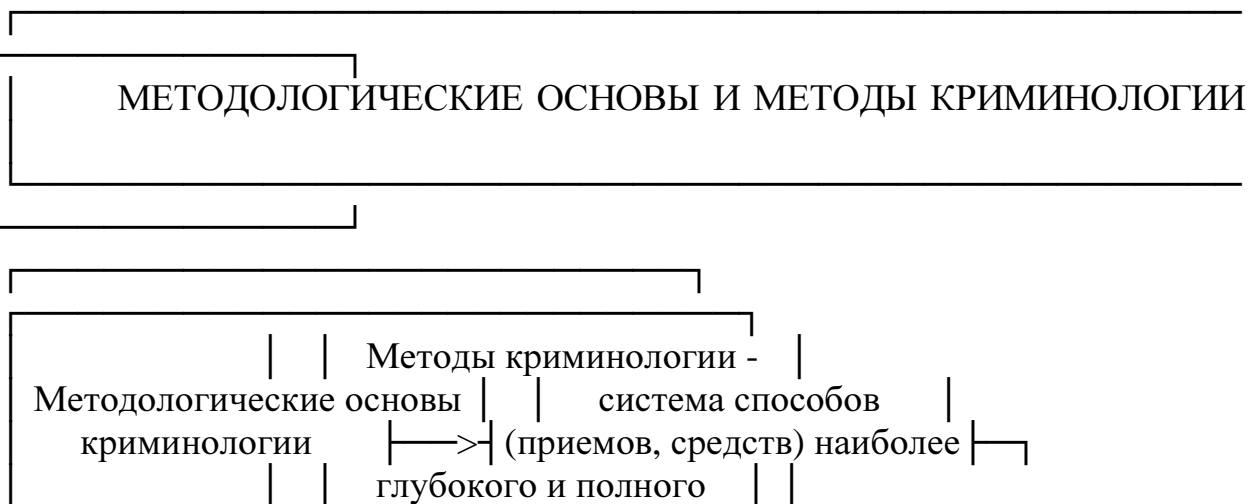 МЕТОДОЛОГИЧЕСКИЕ ОСНОВЫ И МЕТОДЫ КРИМИНОЛОГИИ
Методы криминологии -
Методологические основы система способов
криминологии (приемов, средств) наиболее
глубокого и полного